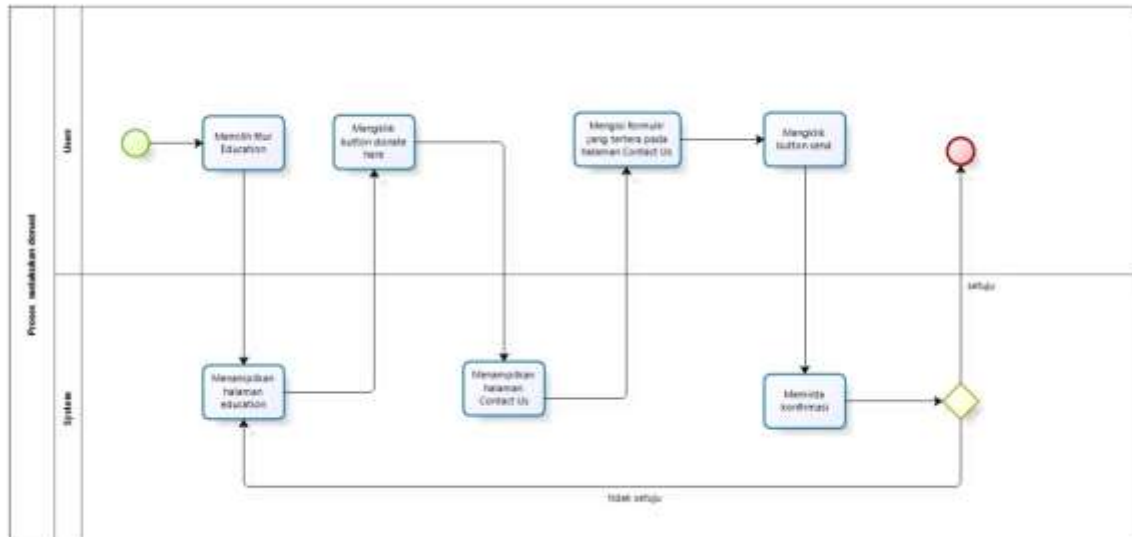 Proses melakukan donasi
Users
Memilih fitur
Education
Mengklik
button donate
here
Mengisi formulir
yang tertera pada
halaman Contact Us
Mengklik
button send
System
Menampilkan
halaman
education
Menampilkan
halaman
Contact Us
Meminta
konfirmasi
setuju
tidak setuju